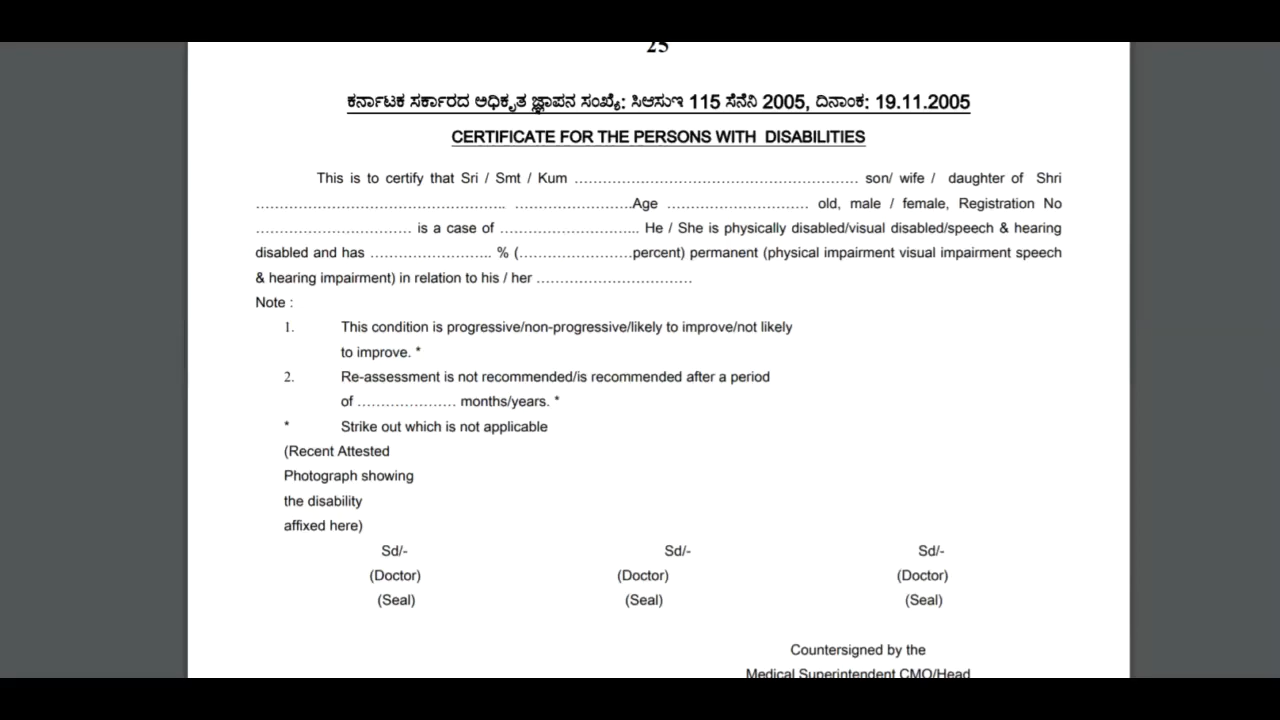 25
ಕರ್ನಾಟಕ ಸರ್ಕಾರದ ಅಧಿಕೃತ ಜ್ಞಾಪನ ಸಂಖ್ಯೆ: ಸಿಆಸುಇ 115 ಸೆನೆನಿ 2005, ದಿನಾಂಕ: 19.11.2005
CERTIFICATE FOR THE PERSONS WITH DISABILITIES
This is to certify that Sri / Smt / Kum ………………………………………………… son/ wife / daughter of Shri
…………………………………………….. …………………….Age ………………………… old, male / female, Registration No
…………………………… is a case of ……………………….. He / She is physically disabled/visual disabled/speech & hearing
disabled and has …………………….. % (……………………percent) permanent (physical impairment visual impairment speech
& hearing impairment) in relation to his / her ……………………………
Note :
1. This condition is progressive/non-progressive/likely to improve/not likely
to improve. *
2. Re-assessment is not recommended/is recommended after a period
of ………………… months/years. *
* Strike out which is not applicable
(Recent Attested
Photograph showing
the disability
affixed here)
Sd/- Sd/- Sd/-
(Doctor) (Doctor) (Doctor)
(Seal) (Seal) (Seal)
Countersigned by the
Medical Superintendent CMO/Head